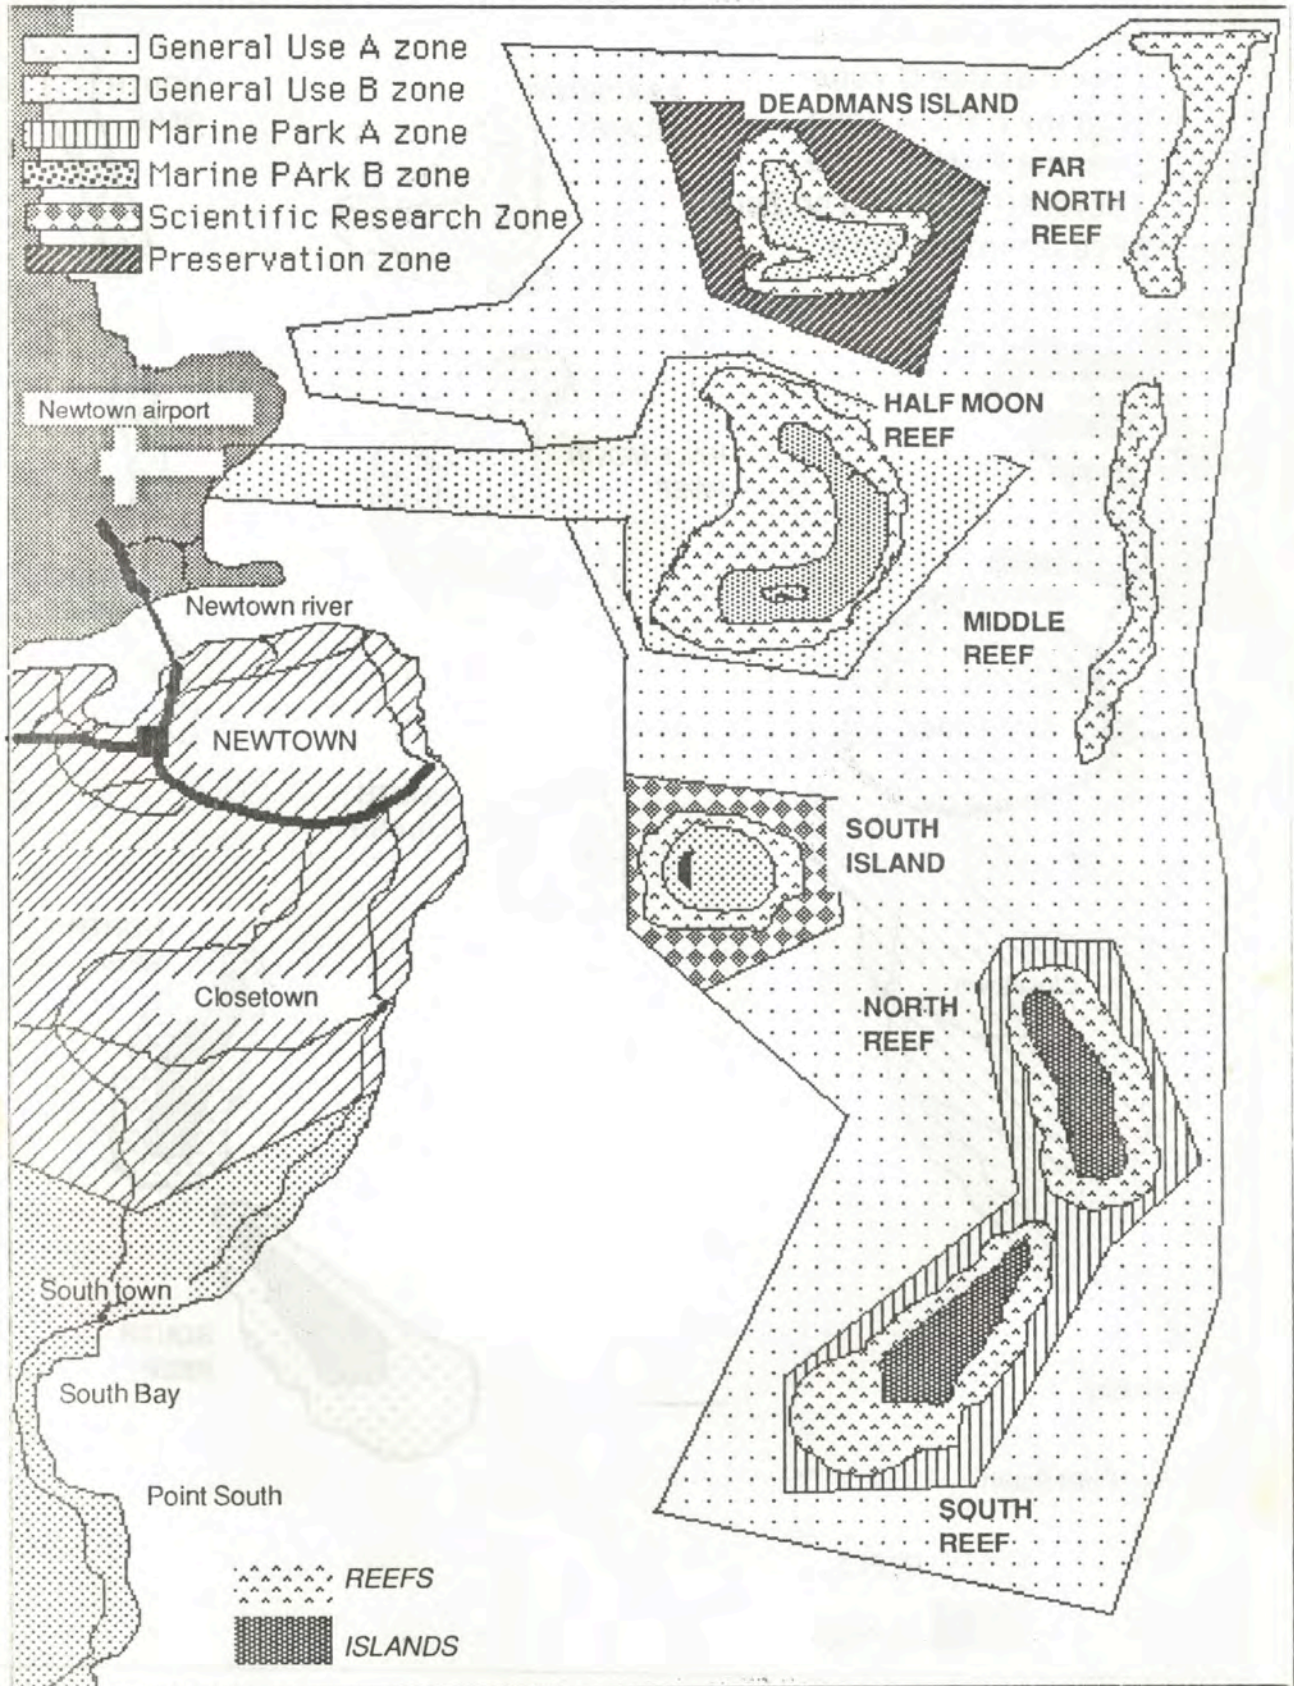 General Use A zone
General Use B zone
Marine Park A zone
Marine PArk B zone
Scientific Research Zone
Preservation zone
DEADMANS ISLAND
FAR
NORTH
REEF
Newtown airport
HALF MOON
REEF
Newtown river
MIDDLE
REEF
NEWTOWN
SOUTH
ISLAND
Closetown
NORTH
REEF
South town
South Bay
Point South
SOUTH
REEF
REEFS
ISLANDS